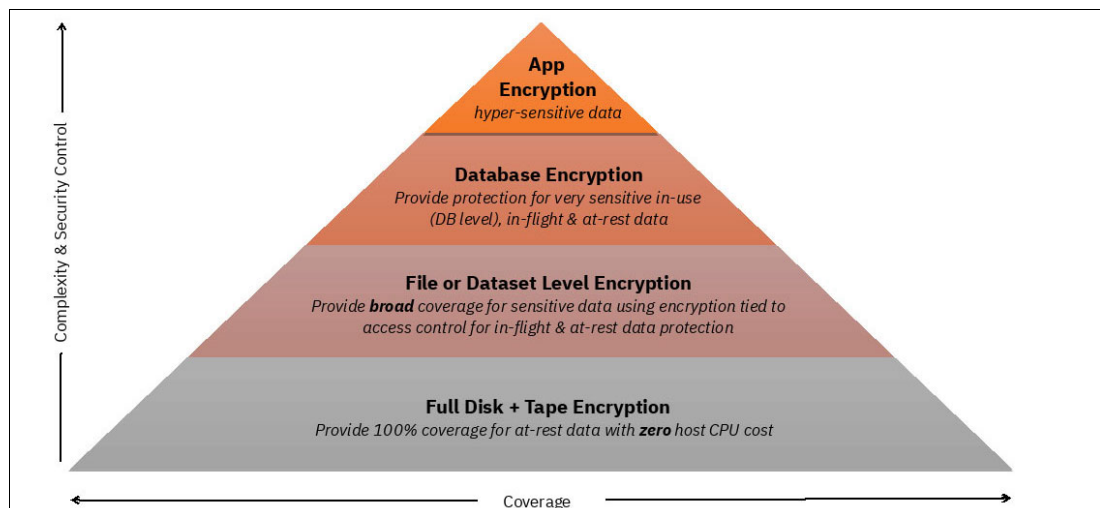 Complexity & Security Control
App
Encryption
hyper-sensitive data
Database Encryption
Provide protection for very sensitive in-use
(DB level), in-flight & at-rest data
File or Dataset Level Encryption
Provide broad coverage for sensitive data using encryption tied to
access control for in-flight & at-rest data protection
Full Disk + Tape Encryption
Provide 100% coverage for at-rest data with zero host CPU cost
Coverage